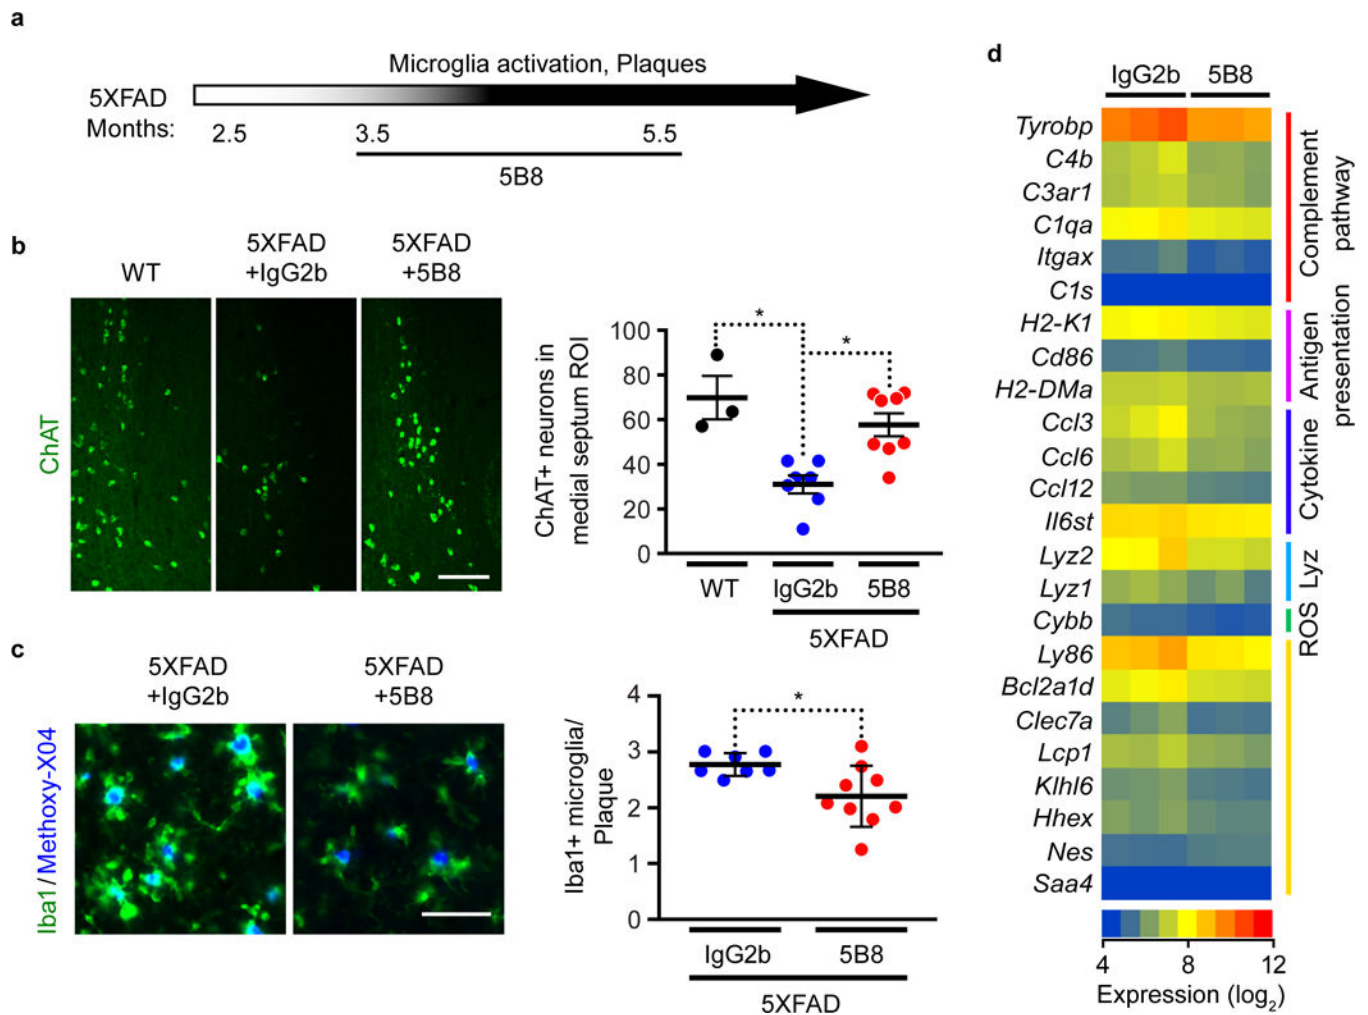 a
Microglia activation, Plaques
5XFAD
Months:
2.5
3.5
5.5
5B8
b
WT
5XFAD
+IgG2b
5XFAD
+5B8
ChAT
ChAT+ neurons in
medial septum ROI
100
80
60
40
20
0
*
*
WT
IgG2b
5B8
5XFAD
c
5XFAD
+IgG2b
5XFAD
+5B8
Iba1/Methoxy-X04
Iba1+ microglia/
Plaque
4
3
2
1
0
*
IgG2b
5B8
5XFAD
d
IgG2b
5B8
Tyrobp
C4b
C3ar1
C1qa
Itgax
C1s
H2-K1
Cd86
H2-DMa
Ccl3
Ccl6
Ccl12
Il6st
Lyz2
Lyz1
Cybb
Ly86
Bcl2a1d
Clec7a
Lcp1
Klhl6
Hhex
Nes
Saa4
Complement
pathway
Antigen
presentation
Cytokine
Lyz
ROS
4
8
12
Expression (log2)